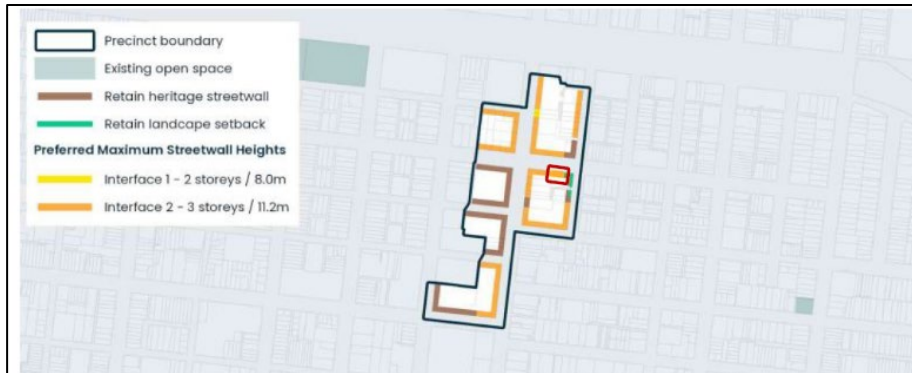 Precinct boundary
Existing open space
Retain heritage streetwall
Retain landscape setback
Preferred Maximum Streetwall Heights
Interface 1 - 2 storeys / 8.0m
Interface 2 - 3 storeys / 11.2m